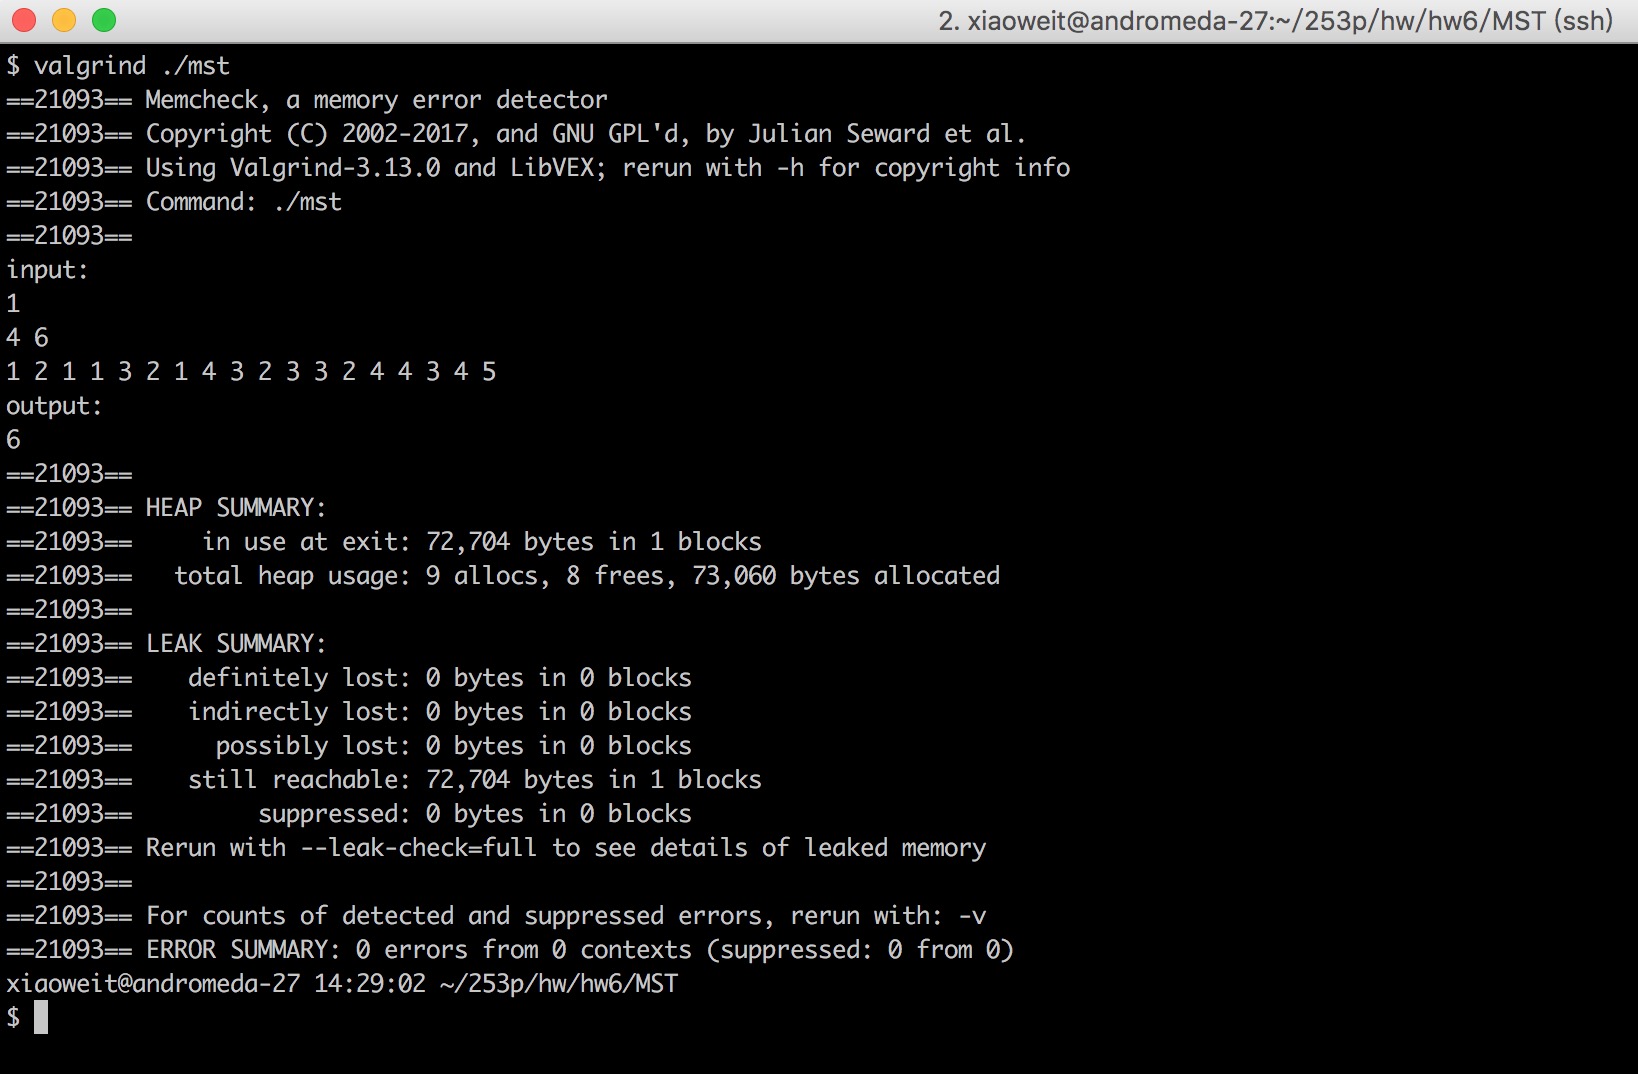 2. xiaoweit@andromeda-27:~/253p/hw/hw6/MST (ssh)
$ valgrind ./mst
==21093== Memcheck, a memory error detector
==21093== Copyright (C) 2002-2017, and GNU GPL'd, by Julian Seward et al.
==21093== Using Valgrind-3.13.0 and LibVEX; rerun with -h for copyright info
==21093== Command: ./mst
==21093==
input:
1
4 6
1 2 1 1 3 2 1 4 3 2 3 3 2 4 4 3 4 5
output:
6
==21093==
==21093== HEAP SUMMARY:
==21093==     in use at exit: 72,704 bytes in 1 blocks
==21093==   total heap usage: 9 allocs, 8 frees, 73,060 bytes allocated
==21093==
==21093== LEAK SUMMARY:
==21093==    definitely lost: 0 bytes in 0 blocks
==21093==    indirectly lost: 0 bytes in 0 blocks
==21093==      possibly lost: 0 bytes in 0 blocks
==21093==    still reachable: 72,704 bytes in 1 blocks
==21093==         suppressed: 0 bytes in 0 blocks
==21093== Rerun with --leak-check=full to see details of leaked memory
==21093==
==21093== For counts of detected and suppressed errors, rerun with: -v
==21093== ERROR SUMMARY: 0 errors from 0 contexts (suppressed: 0 from 0)
xiaoweit@andromeda-27 14:29:02 ~/253p/hw/hw6/MST
$